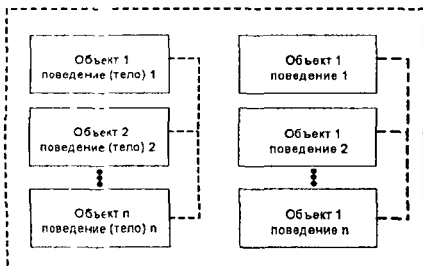 Объект 1
поведение (тело) 1
Объект 2
поведение (тело) 2
Объект n
поведение (тело) n
Объект 1
поведение 1
Объект 1
поведение 2
Объект 1
поведение n